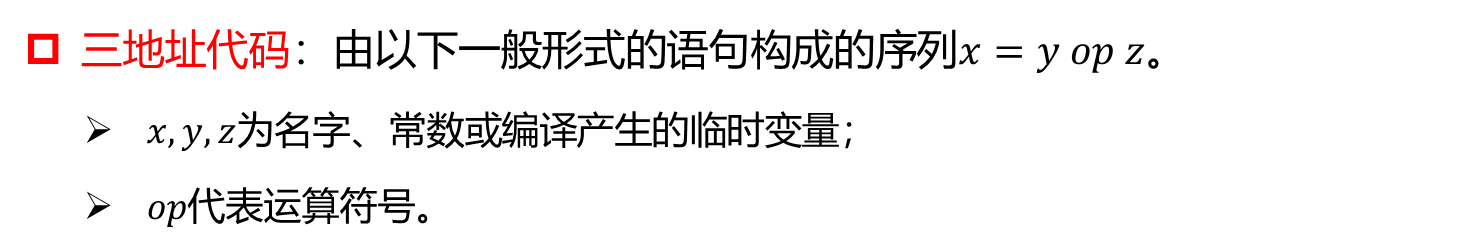 三地址代码：由以下一般形式的语句构成的序列x = y op z。
x, y, z为名字、常数或编译产生的临时变量；
op代表运算符号。